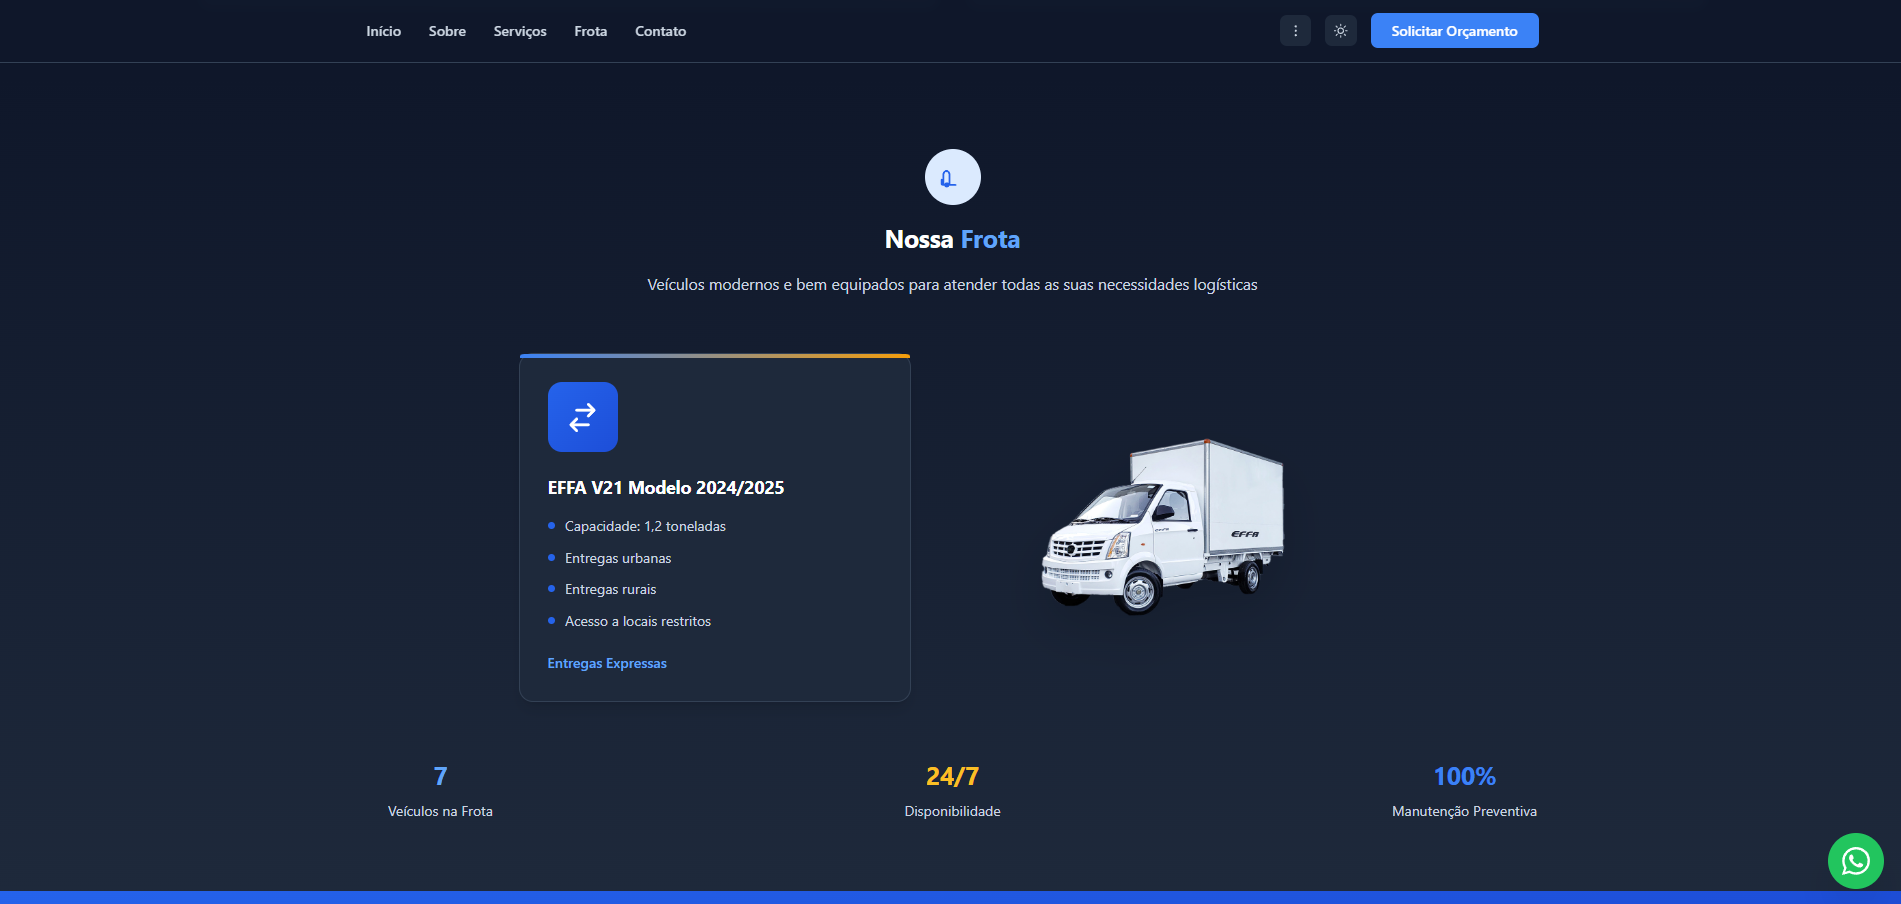 Início Sobre Serviços Frota Contato Solicitar Orçamento
Nossa Frota
Veículos modernos e bem equipados para atender todas as suas necessidades logísticas
EFFA V21 Modelo 2024/2025
Capacidade: 1,2 toneladas
Entregas urbanas
Entregas rurais
Acesso a locais restritos
Entregas Expressas
EFFA
7
Veículos na Frota
24/7
Disponibilidade
100%
Manutenção Preventiva